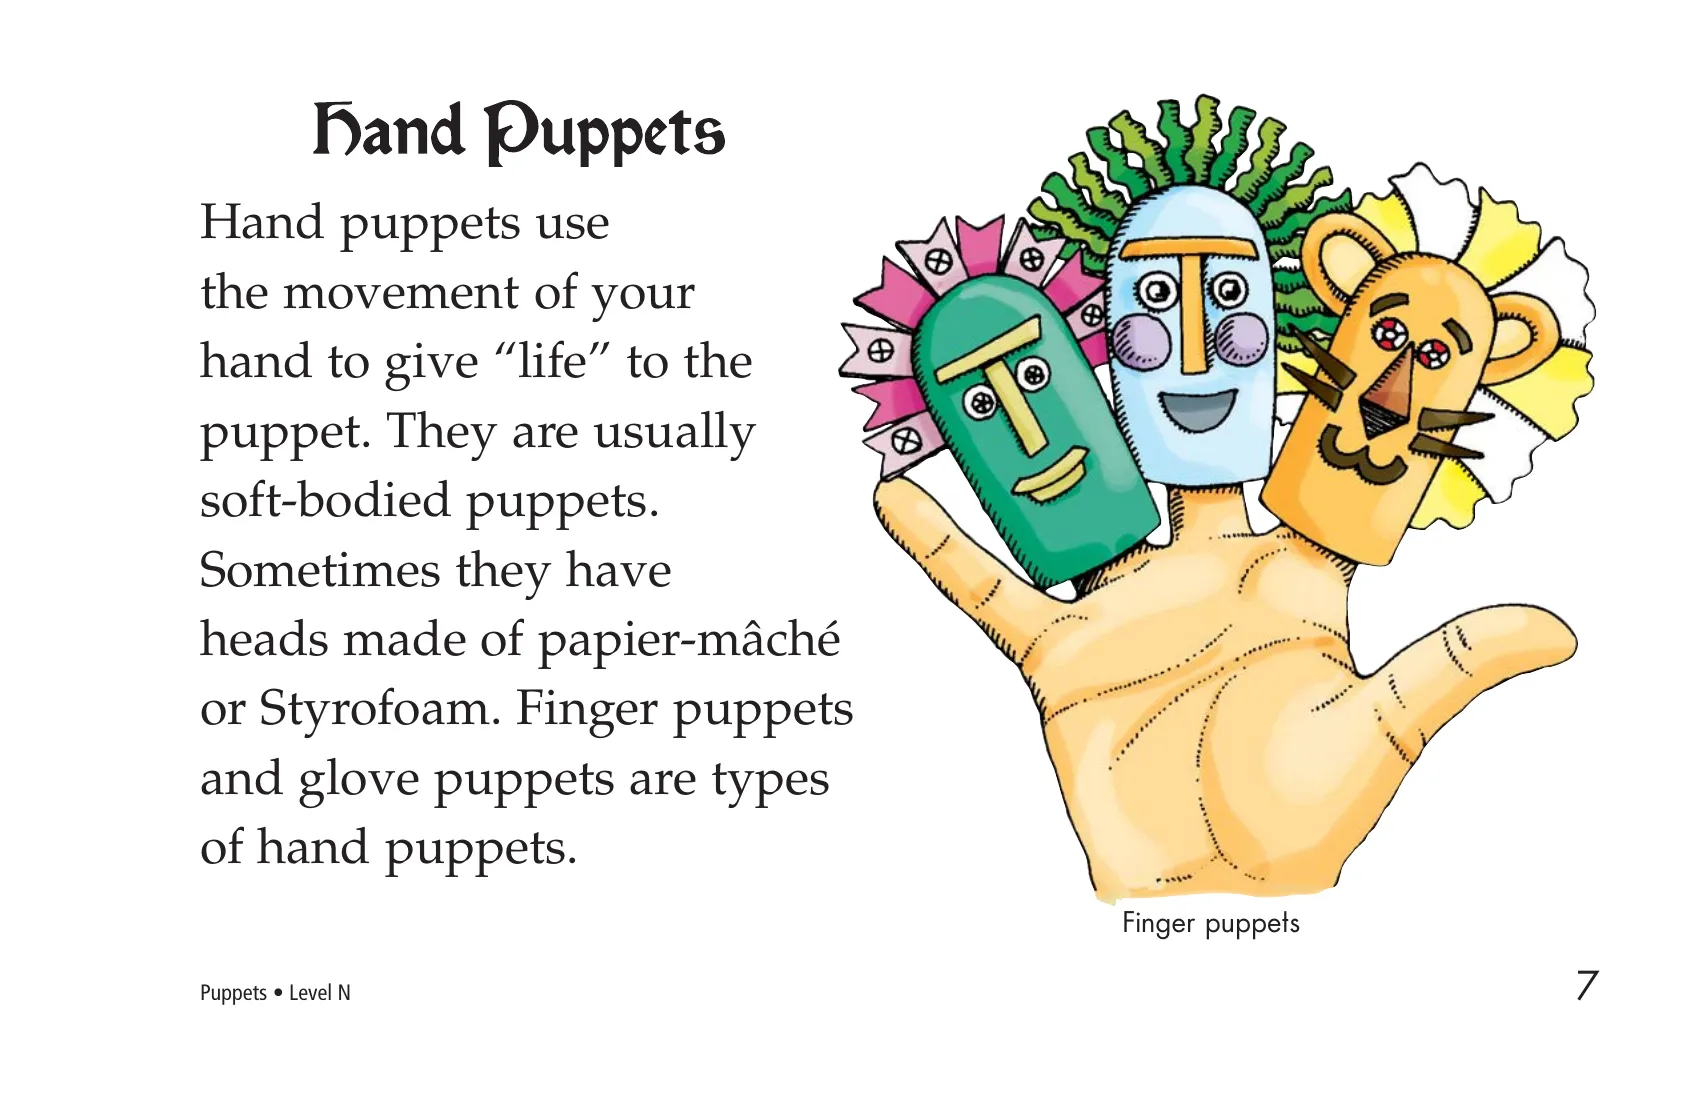 Hand Puppets
Hand puppets use
the movement of your
hand to give “life” to the
puppet. They are usually
soft-bodied puppets.
Sometimes they have
heads made of papier-mâché
or Styrofoam. Finger puppets
and glove puppets are types
of hand puppets.
Finger puppets
Puppets • Level N
7